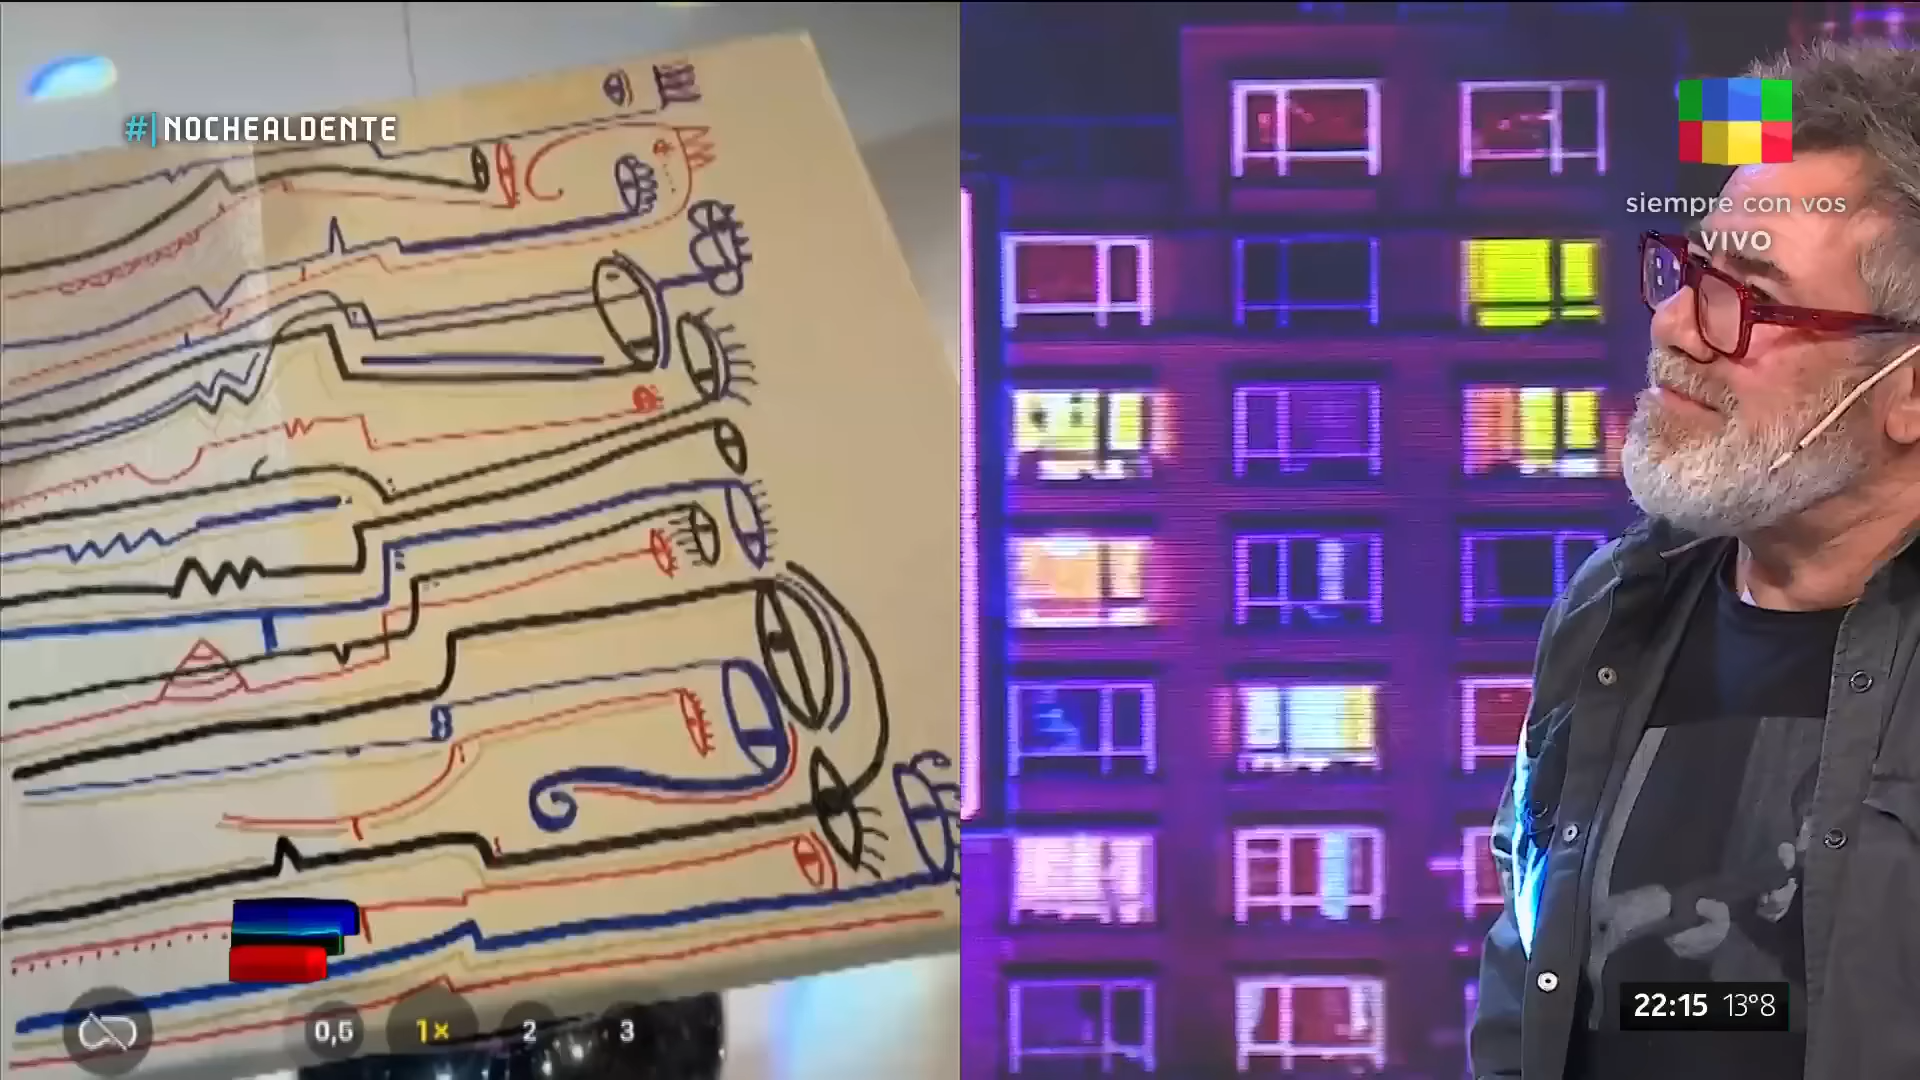 #|NOCHEALDENTE
siempre con vos
VIVO
0,5 1× 2 3
22:15 13°8